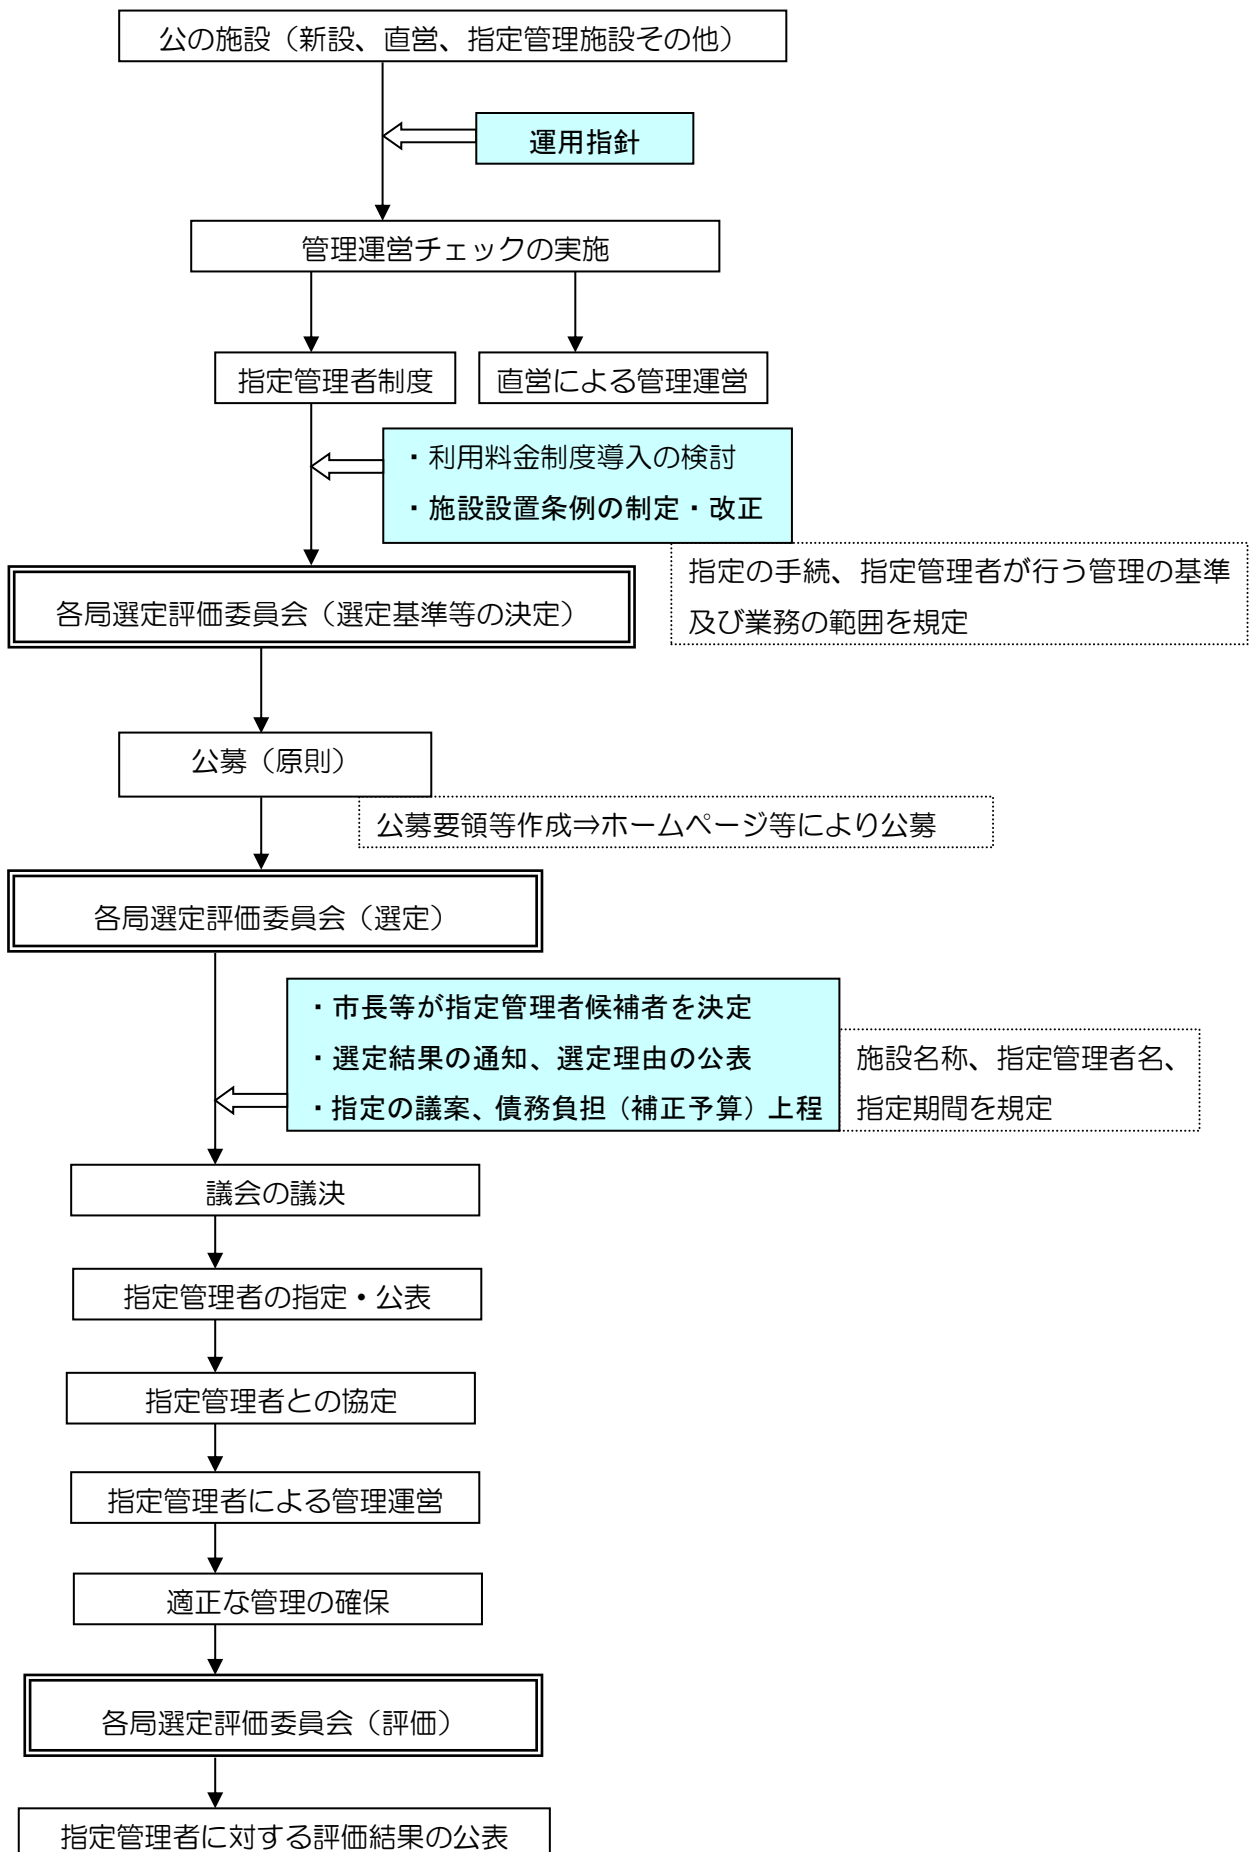 公の施設（新設、直営、指定管理施設その他）
運用指針
管理運営チェックの実施
指定管理者制度
直営による管理運営
・利用料金制度導入の検討
・施設設置条例の制定・改正
指定の手続、指定管理者が行う管理の基準
及び業務の範囲を規定
各局選定評価委員会（選定基準等の決定）
公募（原則）
公募要領等作成⇒ホームページ等により公募
各局選定評価委員会（選定）
・市長等が指定管理者候補者を決定
・選定結果の通知、選定理由の公表
・指定の議案、債務負担（補正予算）上程
施設名称、指定管理者名、
指定期間を規定
議会の議決
指定管理者の指定・公表
指定管理者との協定
指定管理者による管理運営
適正な管理の確保
各局選定評価委員会（評価）
指定管理者に対する評価結果の公表